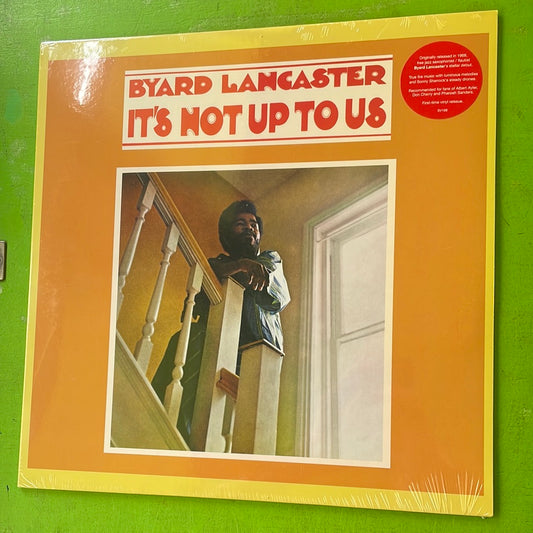 BYARD LANCASTER
IT'S NOT UP TO US
Originally released in 1968,
free jazz saxophonist / flautist
Byard Lancaster's stellar debut.
True fire music with luminous melodies
and Sonny Sharrock's steady drones.
Recommended for fans of Albert Ayler,
Don Cherry and Pharoah Sanders.
First-time vinyl reissue.